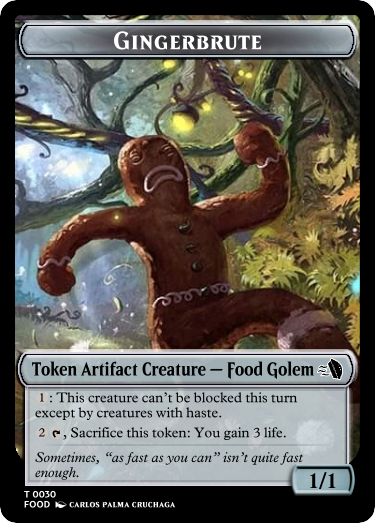 GINGERBRUTE
Token Artifact Creature — Food Golem
1 : This creature can't be blocked this turn
except by creatures with haste.
2 , Sacrifice this token: You gain 3 life.
Sometimes, “as fast as you can” isn't quite fast
enough.
1/1
T 0030
FOOD CARLOS PALMA CRUCHAGA